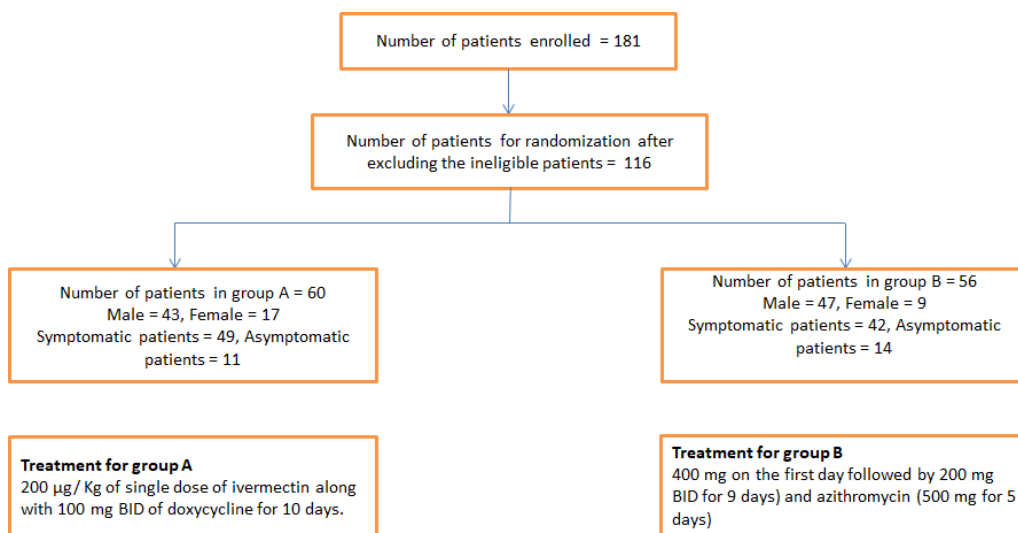 Number of patients enrolled = 181
Number of patients for randomization after
excluding the ineligible patients = 116
Number of patients in group A = 60
Male = 43, Female = 17
Symptomatic patients = 49, Asymptomatic
patients = 11
Number of patients in group B = 56
Male = 47, Female = 9
Symptomatic patients = 42, Asymptomatic
patients = 14
Treatment for group A
200 µg/Kg of single dose of ivermectin along
with 100 mg BID of doxycycline for 10 days.
Treatment for group B
400 mg on the first day followed by 200 mg
BID for 9 days) and azithromycin (500 mg for 5
days)